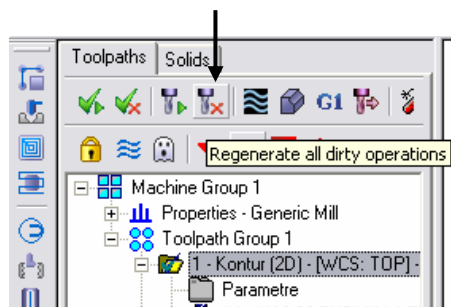 Toolpaths
Solids
G1
Regenerate all dirty operations
Machine Group 1
Properties - Generic Mill
Toolpath Group 1
1 - Kontur (2D) - [WCS: TOP] -
Parametre